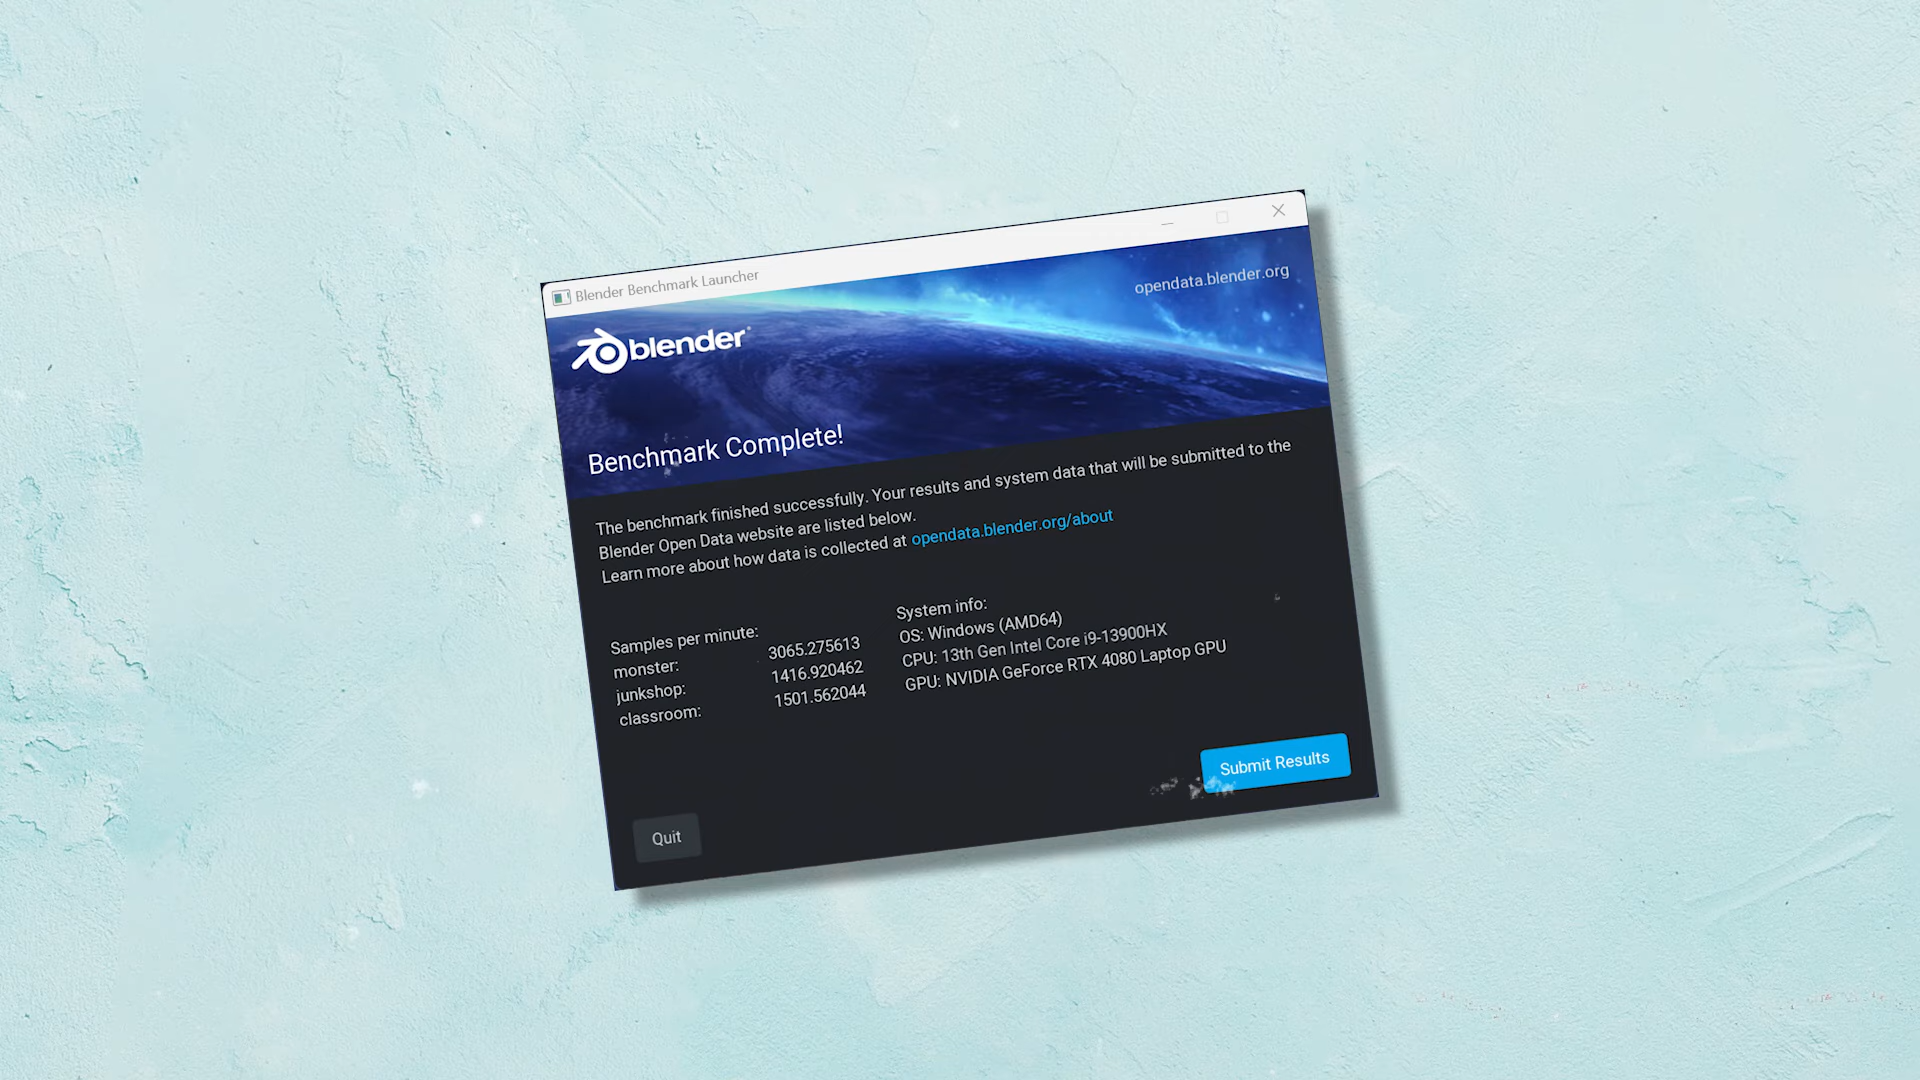 Blender Benchmark Launcher
opendata.blender.org
blender
Benchmark Complete!
The benchmark finished successfully. Your results and system data that will be submitted to the
Blender Open Data website are listed below.
Learn more about how data is collected at opendata.blender.org/about
Samples per minute:
monster: 3065.275613
junkshop: 1416.920462
classroom: 1501.562044
System info:
OS: Windows (AMD64)
CPU: 13th Gen Intel Core i9-13900HX
GPU: NVIDIA GeForce RTX 4080 Laptop GPU
Submit Results
Quit